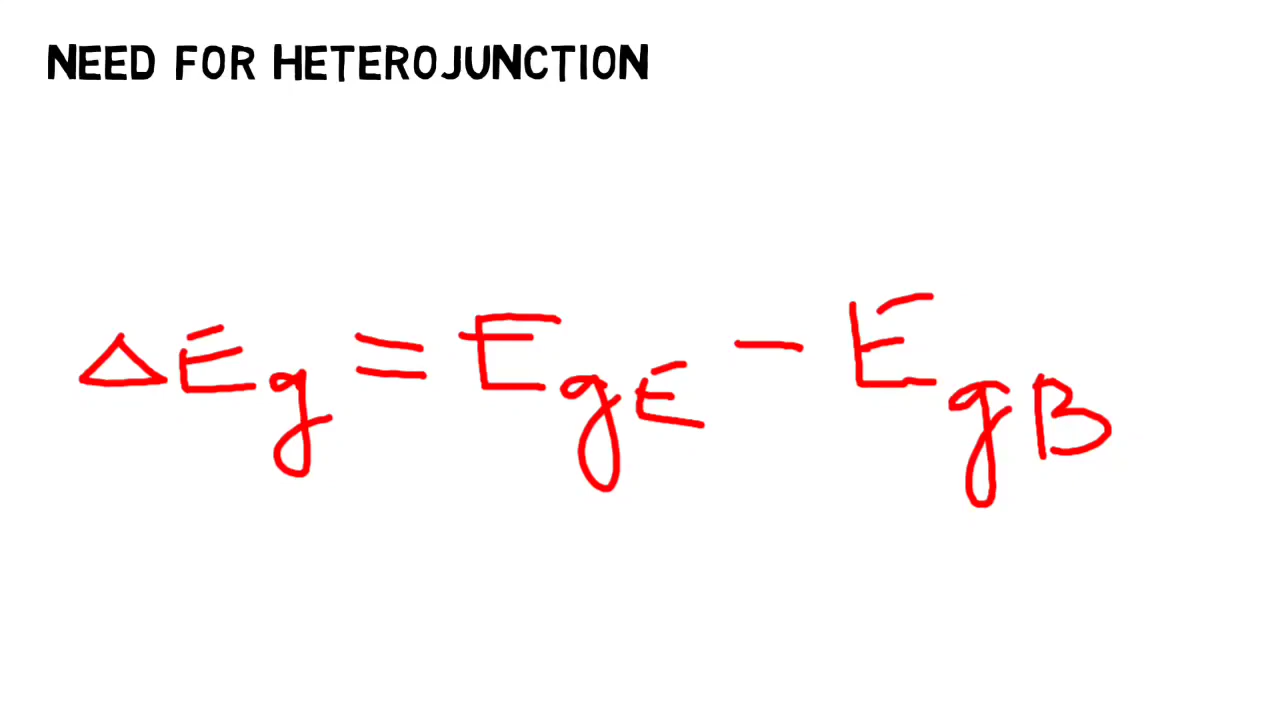 NEED FOR HETEROJUNCTION
ΔEg = EgE - EgB